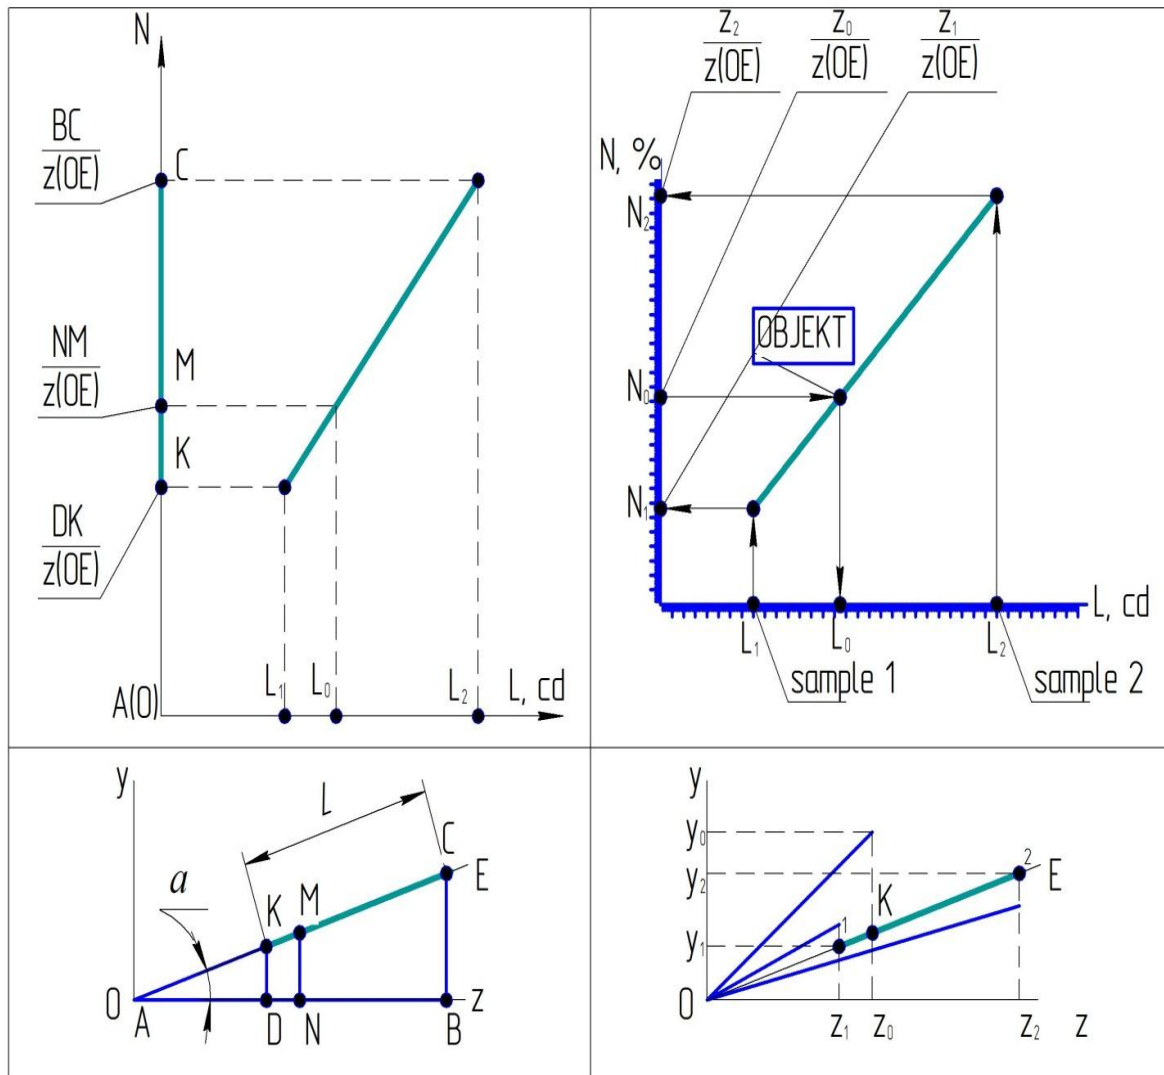 N
BC
z(OE)
C
NM
z(OE)
M
K
DK
z(OE)
A(O)
L₁
L₀
L₂
L, cd
z₂
z(OE)
z₀
z(OE)
z₁
z(OE)
N, %
N₂
OBJEKT
N₀
N₁
L, cd
L₁
L₀
L₂
sample 1
sample 2
y
L
C
E
a
K
M
O
A
D
N
B
z
y
y₀
y₂
y₁
1
K
2
E
O
z₁
z₀
z₂
z